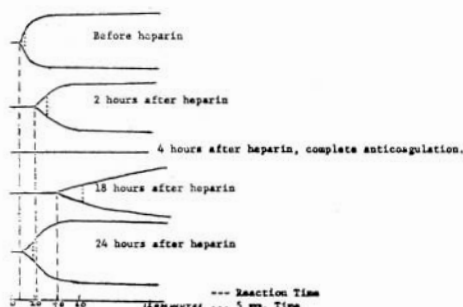 Before heparin
2 hours after heparin
4 hours after heparin, complete anticoagulation.
18 hours after heparin
24 hours after heparin
--- Reaction Time
... 5 mm. Time